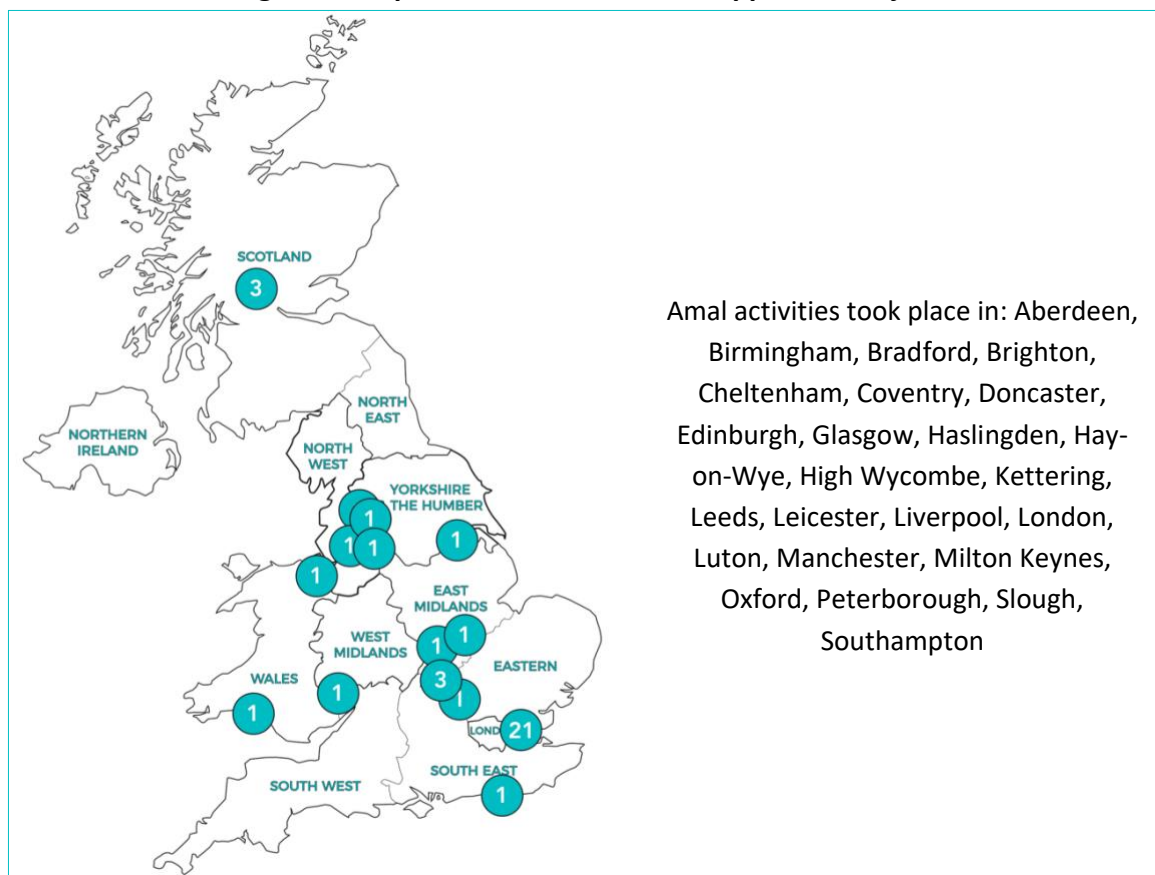 SCOTLAND
3
NORTH
EAST
NORTHERN
IRELAND
NORTH
WEST
YORKSHIRE
THE HUMBER
1
1
1
1
1
EAST
MIDLANDS
1
1
WEST
MIDLANDS
3
EASTERN
WALES
1
1
1
LOND
21
SOUTH EAST
SOUTH WEST
1
Amal activities took place in: Aberdeen,
Birmingham, Bradford, Brighton,
Cheltenham, Coventry, Doncaster,
Edinburgh, Glasgow, Haslingden, Hay-
on-Wye, High Wycombe, Kettering,
Leeds, Leicester, Liverpool, London,
Luton, Manchester, Milton Keynes,
Oxford, Peterborough, Slough,
Southampton